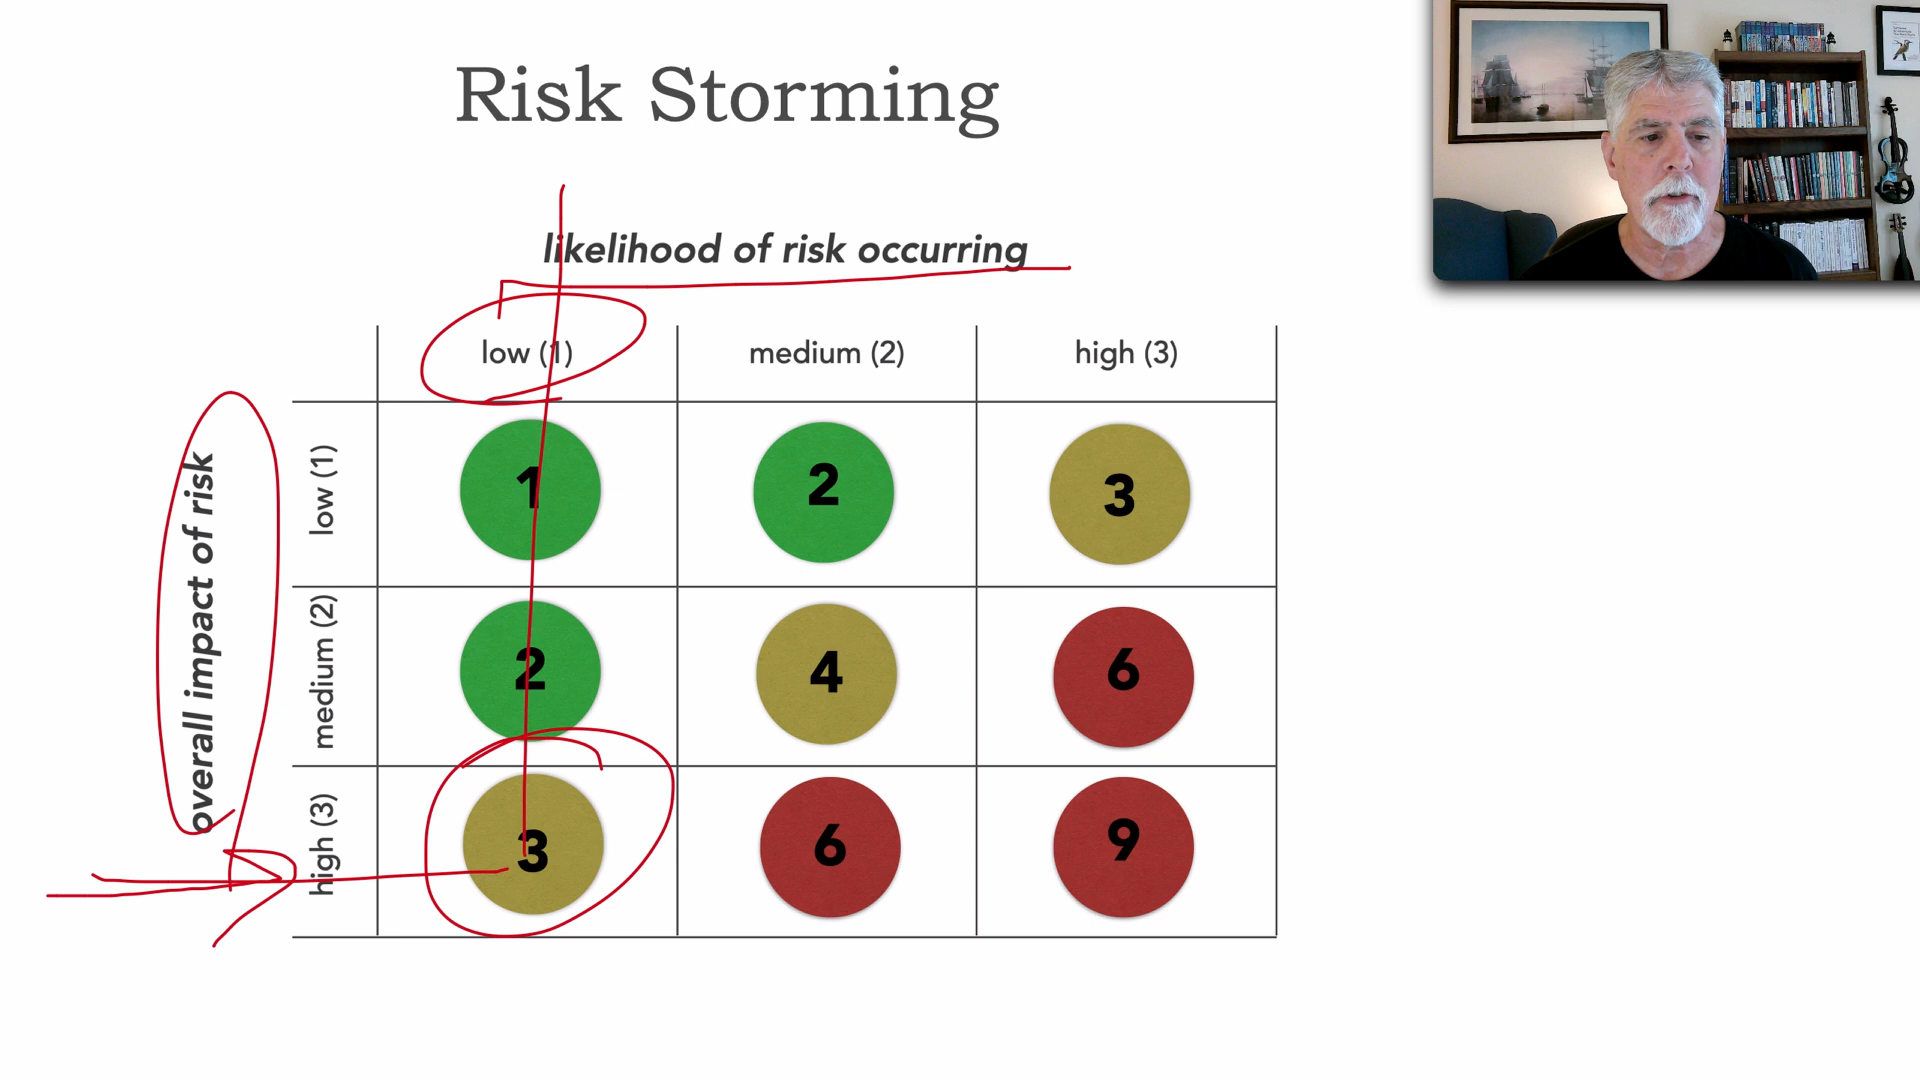 Risk Storming
likelihood of risk occurring
low (1) medium (2) high (3)
overall impact of risk
low (1) 1 2 3
medium (2) 2 4 6
high (3) 3 6 9